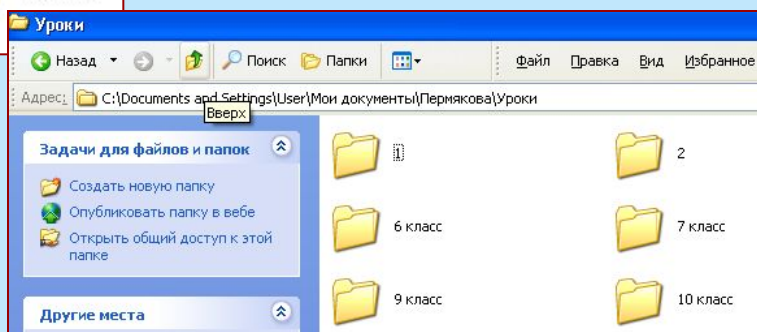 Уроки
Назад Поиск Папки Файл Правка Вид Избранное
Адрес: C:\Documents and Settings\User\Мои документы\Пермякова\Уроки
Вверх
Задачи для файлов и папок
Создать новую папку
Опубликовать папку в вебе
Открыть общий доступ к этой
папке
Другие места
1
2
6 класс
7 класс
9 класс
10 класс